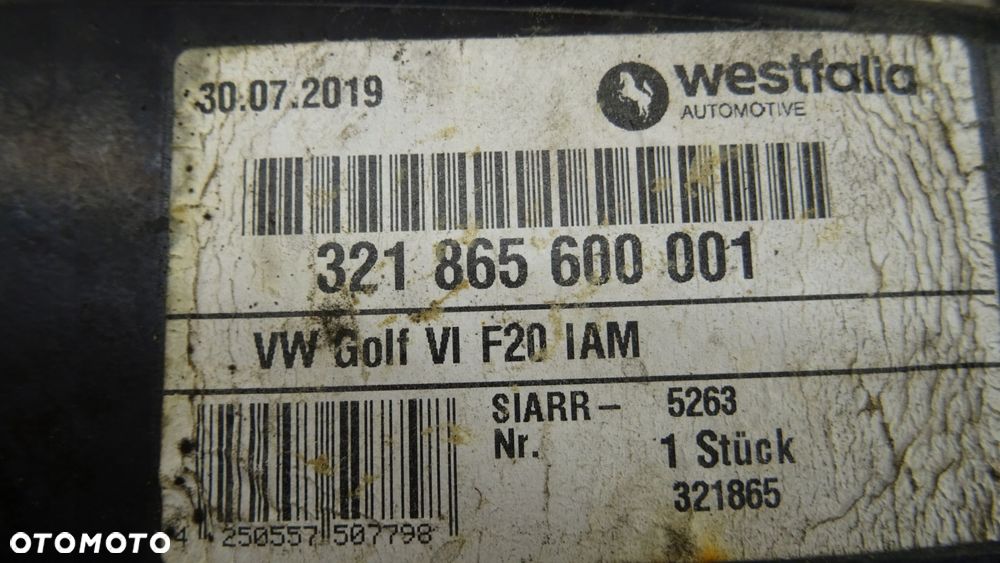 30.07.2019
westfalia
AUTOMOTIVE
321 865 600 001
VW Golf VI F20 IAM
SIARR- 5263
Nr. 1 Stück
321865
4 250557 507798
OTOMOTO